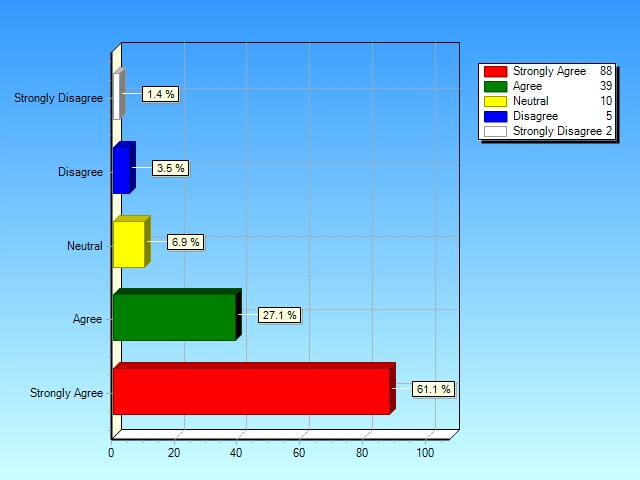 Strongly Disagree
1.4 %
Disagree
3.5 %
Neutral
6.9 %
Agree
27.1 %
Strongly Agree
61.1 %
0 20 40 60 80 100
Strongly Agree 88
Agree 39
Neutral 10
Disagree 5
Strongly Disagree 2